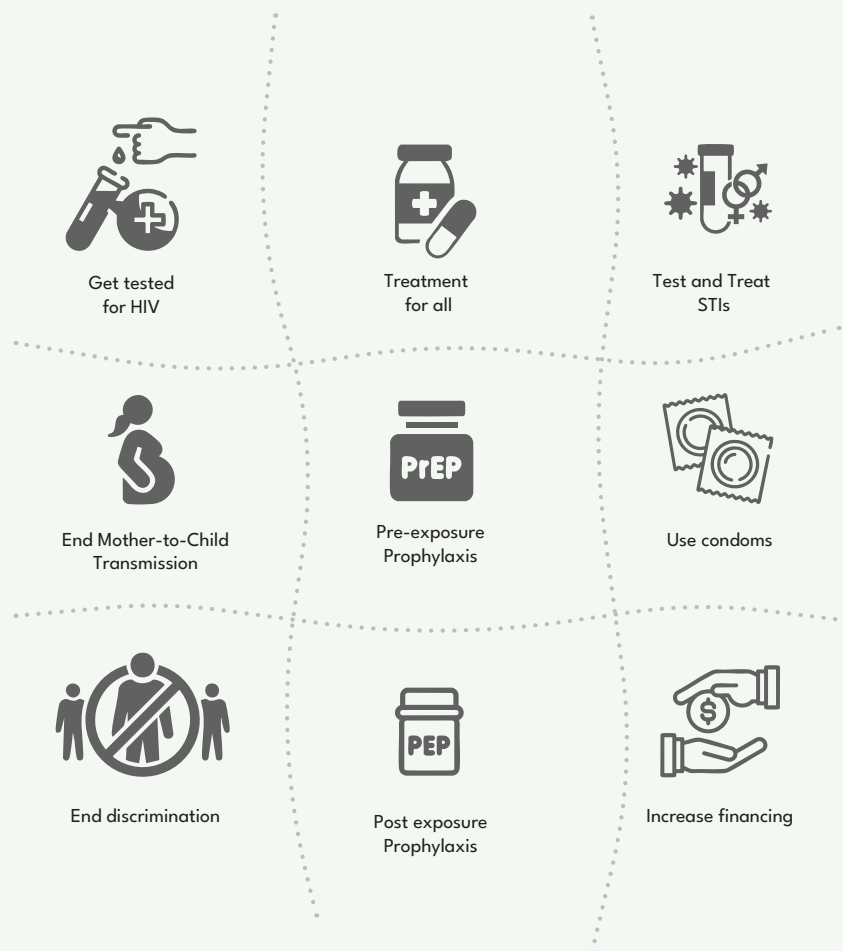 Get tested
for HIV
Treatment
for all
Test and Treat
STIs
PrEP
End Mother-to-Child
Transmission
Pre-exposure
Prophylaxis
Use condoms
$
PEP
End discrimination
Post exposure
Prophylaxis
Increase financing